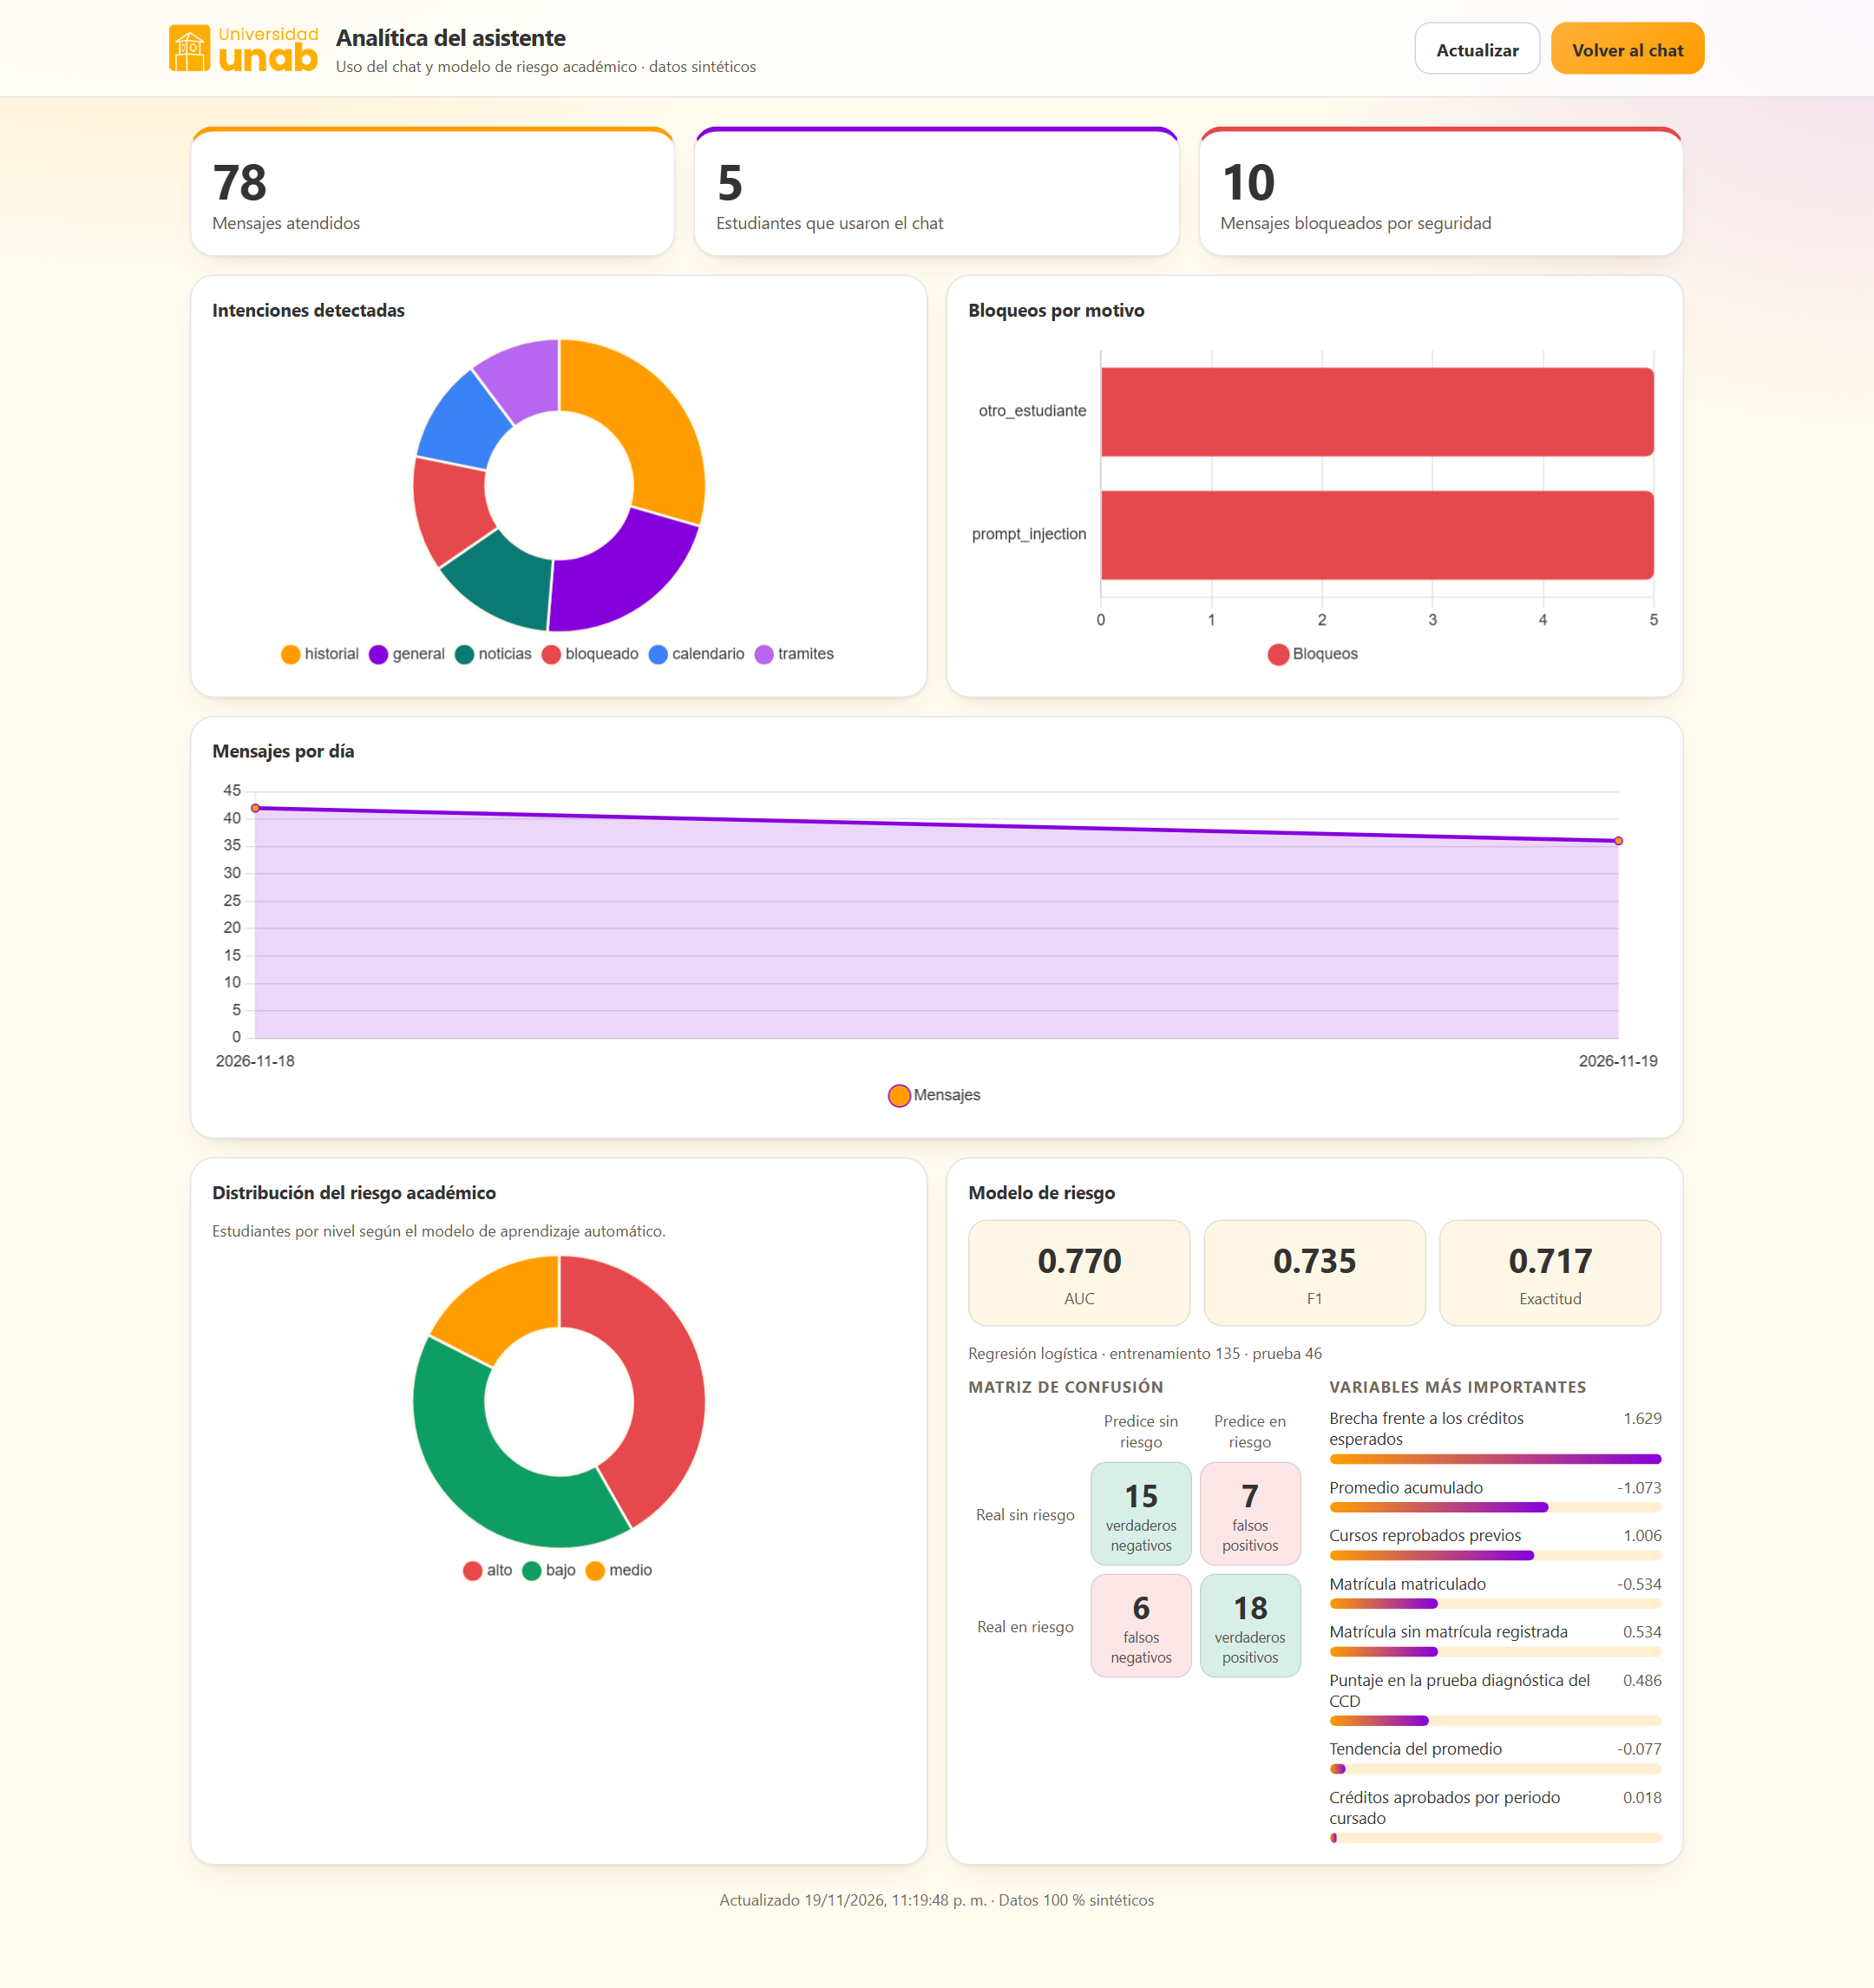 Universidad
unab
Analítica del asistente
Uso del chat y modelo de riesgo académico · datos sintéticos
Actualizar
Volver al chat
78
Mensajes atendidos
5
Estudiantes que usaron el chat
10
Mensajes bloqueados por seguridad
Intenciones detectadas
historial general noticias bloqueado calendario tramites
Bloqueos por motivo
otro_estudiante
prompt_injection
0 1 2 3 4 5
Bloqueos
Mensajes por día
45
40
35
30
25
20
15
10
5
0
2026-11-18 2026-11-19
Mensajes
Distribución del riesgo académico
Estudiantes por nivel según el modelo de aprendizaje automático.
alto bajo medio
Modelo de riesgo
0.770
AUC
0.735
F1
0.717
Exactitud
Regresión logística · entrenamiento 135 · prueba 46
MATRIZ DE CONFUSIÓN
Predice sin
riesgo
Predice en
riesgo
Real sin riesgo
15
verdaderos
negativos
7
falsos
positivos
Real en riesgo
6
falsos
negativos
18
verdaderos
positivos
VARIABLES MÁS IMPORTANTES
Brecha frente a los créditos
esperados
1.629
Promedio acumulado -1.073
Cursos reprobados previos 1.006
Matrícula matriculado -0.534
Matrícula sin matrícula registrada 0.534
Puntaje en la prueba diagnóstica del
CCD
0.486
Tendencia del promedio -0.077
Créditos aprobados por periodo
cursado
0.018
Actualizado 19/11/2026, 11:19:48 p. m. · Datos 100 % sintéticos